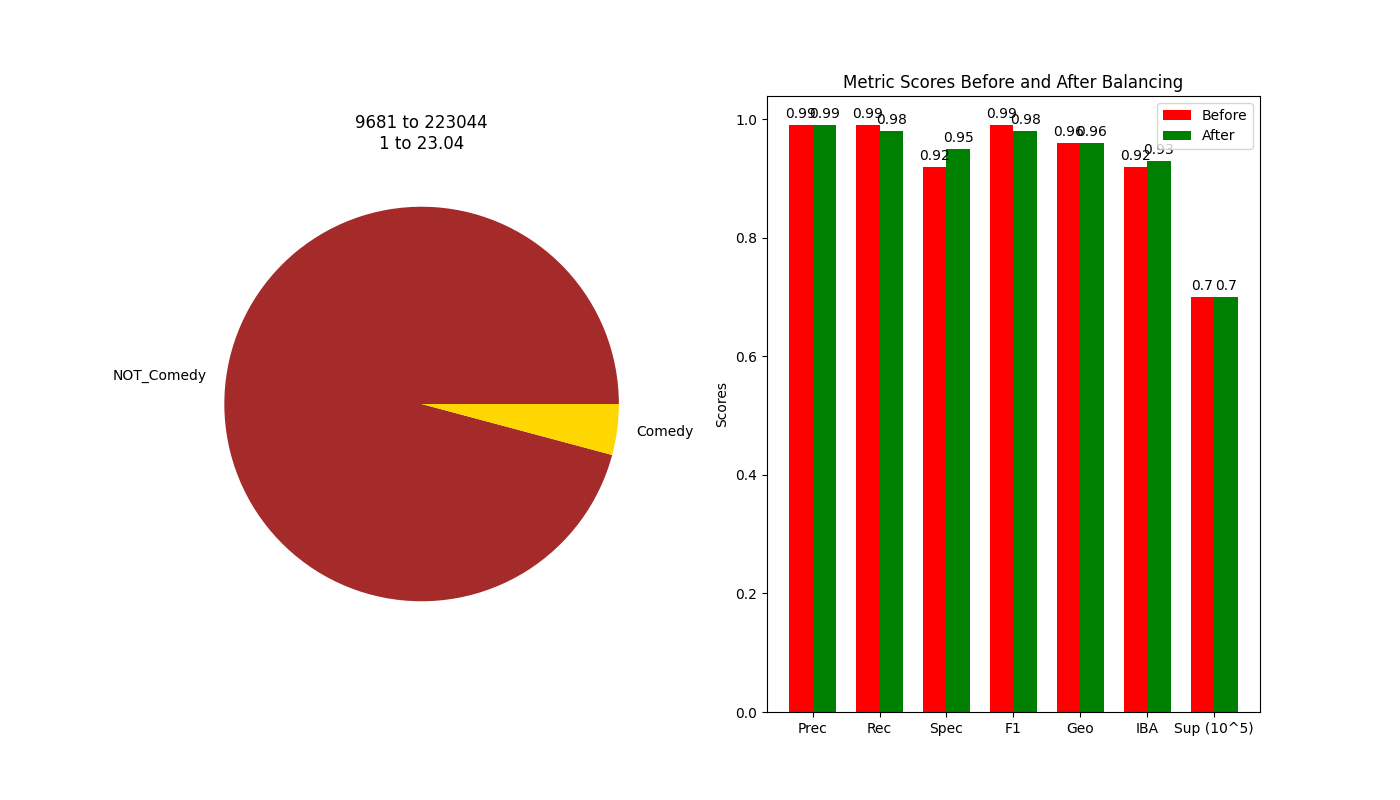 9681 to 223044
1 to 23.04
NOT_Comedy
Comedy
Metric Scores Before and After Balancing
Before
After
0.99 0.99 0.99 0.98 0.92 0.95 0.99 0.98 0.96 0.96 0.92 0.93 0.7 0.7
1.0
0.8
0.6
0.4
0.2
0.0
Scores
Prec Rec Spec F1 Geo IBA Sup (10^5)